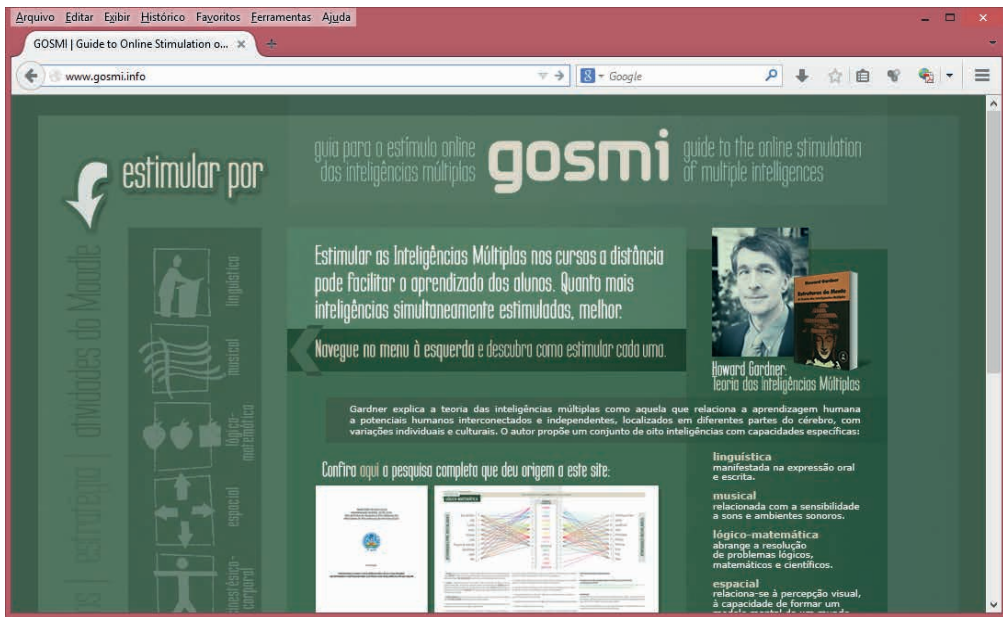 Arquivo Editar Exibir Histórico Favoritos Ferramentas Ajuda
GOSMI | Guide to Online Stimulation o...
www.gosmi.info
Google
estimular por
guia para o estímulo online
das inteligências múltiplas
gosmi
guide to the online stimulation
of multiple intelligences
estratégia | atividades do Moodle
linguística
musical
lógico-
matemática
espacial
cinestésico-
corporal
Estimular as Inteligências Múltiplas nos cursos a distância
pode facilitar o aprendizado dos alunos. Quanto mais
inteligências simultaneamente estimuladas, melhor.
Navegue no menu à esquerda e descubra como estimular cada uma.
Howard Gardner:
Teoria das Inteligências Múltiplas
Gardner explica a teoria das inteligências múltiplas como aquela que relaciona a aprendizagem humana
a potenciais humanos interconectados e independentes, localizados em diferentes partes do cérebro, com
variações individuais e culturais. O autor propõe um conjunto de oito inteligências com capacidades específicas:
Confira aqui a pesquisa completa que deu origem a este site:
linguística
manifestada na expressão oral
e escrita.
musical
relacionada com a sensibilidade
a sons e ambientes sonoros.
lógico-matemática
abrange a resolução
de problemas lógicos,
matemáticos e científicos.
espacial
relaciona-se à percepção visual,
à capacidade de formar um
modelo mental de um mundo